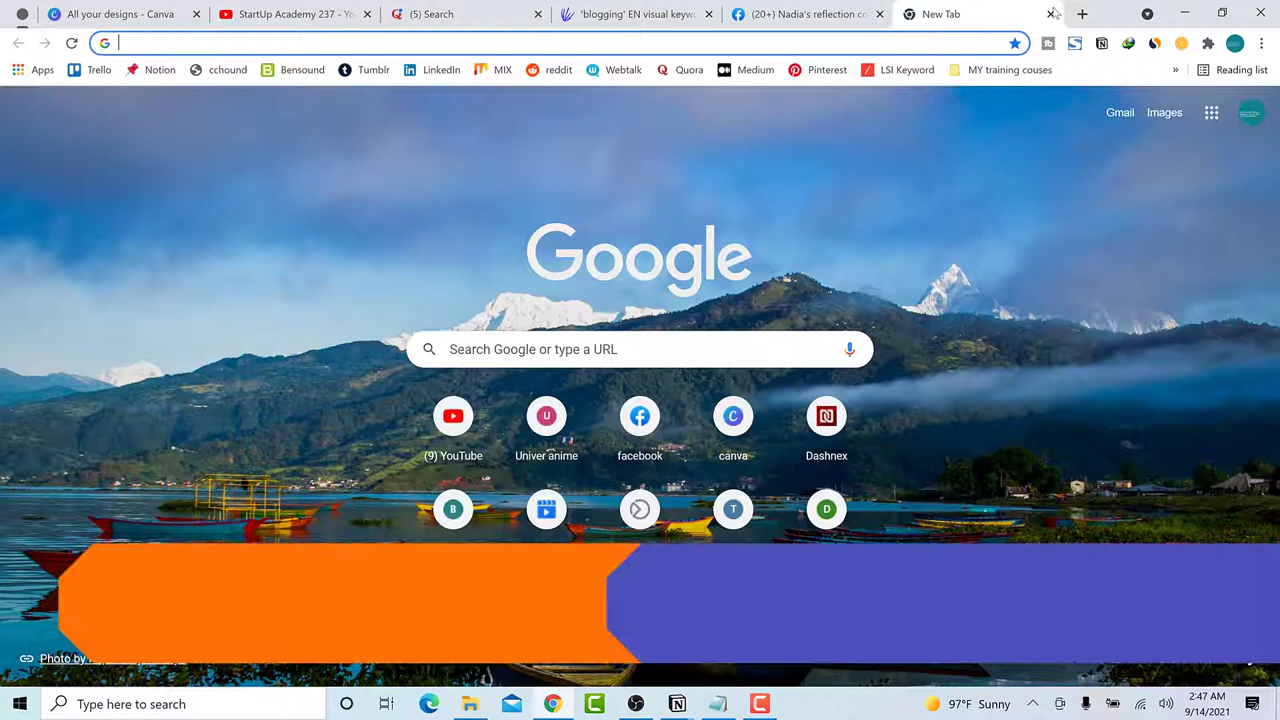 All your designs - Canva
StartUp Academy 237 - Yo
(5) Search
'blogging' EN visual keyw
(20+) Nadia's reflection co
New Tab
Apps
Trello
Notion
cchound
Bensound
Tumblr
LinkedIn
MIX
reddit
Webtalk
Quora
Medium
Pinterest
LSI Keyword
MY training couses
»
Reading list
Gmail
Images
Google
Search Google or type a URL
U
C
N
(9) YouTube
Univer anime
facebook
canva
Dashnex
B
T
D
Photo by
Type here to search
97°F Sunny
2:47 AM
9/14/2021